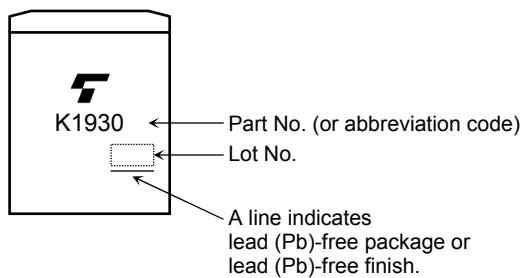 K1930
Part No. (or abbreviation code)
Lot No.
A line indicates
lead (Pb)-free package or
lead (Pb)-free finish.